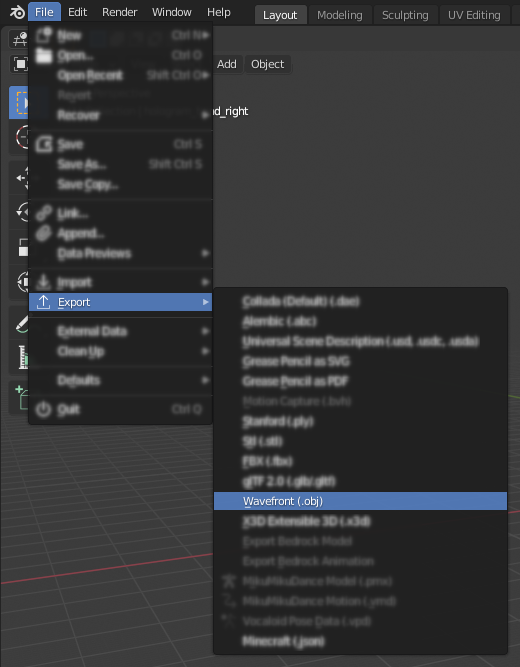 File Edit Render Window Help Layout Modeling Sculpting UV Editing
New Ctrl N
Open... Ctrl O
Add Object
Open Recent Shift Ctrl O
Revert
Recover
d_right
Save Ctrl S
Save As... Shift Ctrl S
Save Copy...
Link...
Append...
Data Previews
Import
Export
External Data
Clean Up
Defaults
Quit Ctrl Q
Collada (Default) (.dae)
Alembic (.abc)
Universal Scene Description (.usd, .usdc, .usda)
Grease Pencil as SVG
Grease Pencil as PDF
Motion Capture (.bvh)
Stanford (.ply)
Stl (.stl)
FBX (.fbx)
glTF 2.0 (.glb/.gltf)
Wavefront (.obj)
X3D Extensible 3D (.x3d)
Export Bedrock Model
Export Bedrock Animation
MikuMikuDance Model (.pmx)
MikuMikuDance Motion (.vmd)
Vocaloid Pose Data (.vpd)
Minecraft (.json)